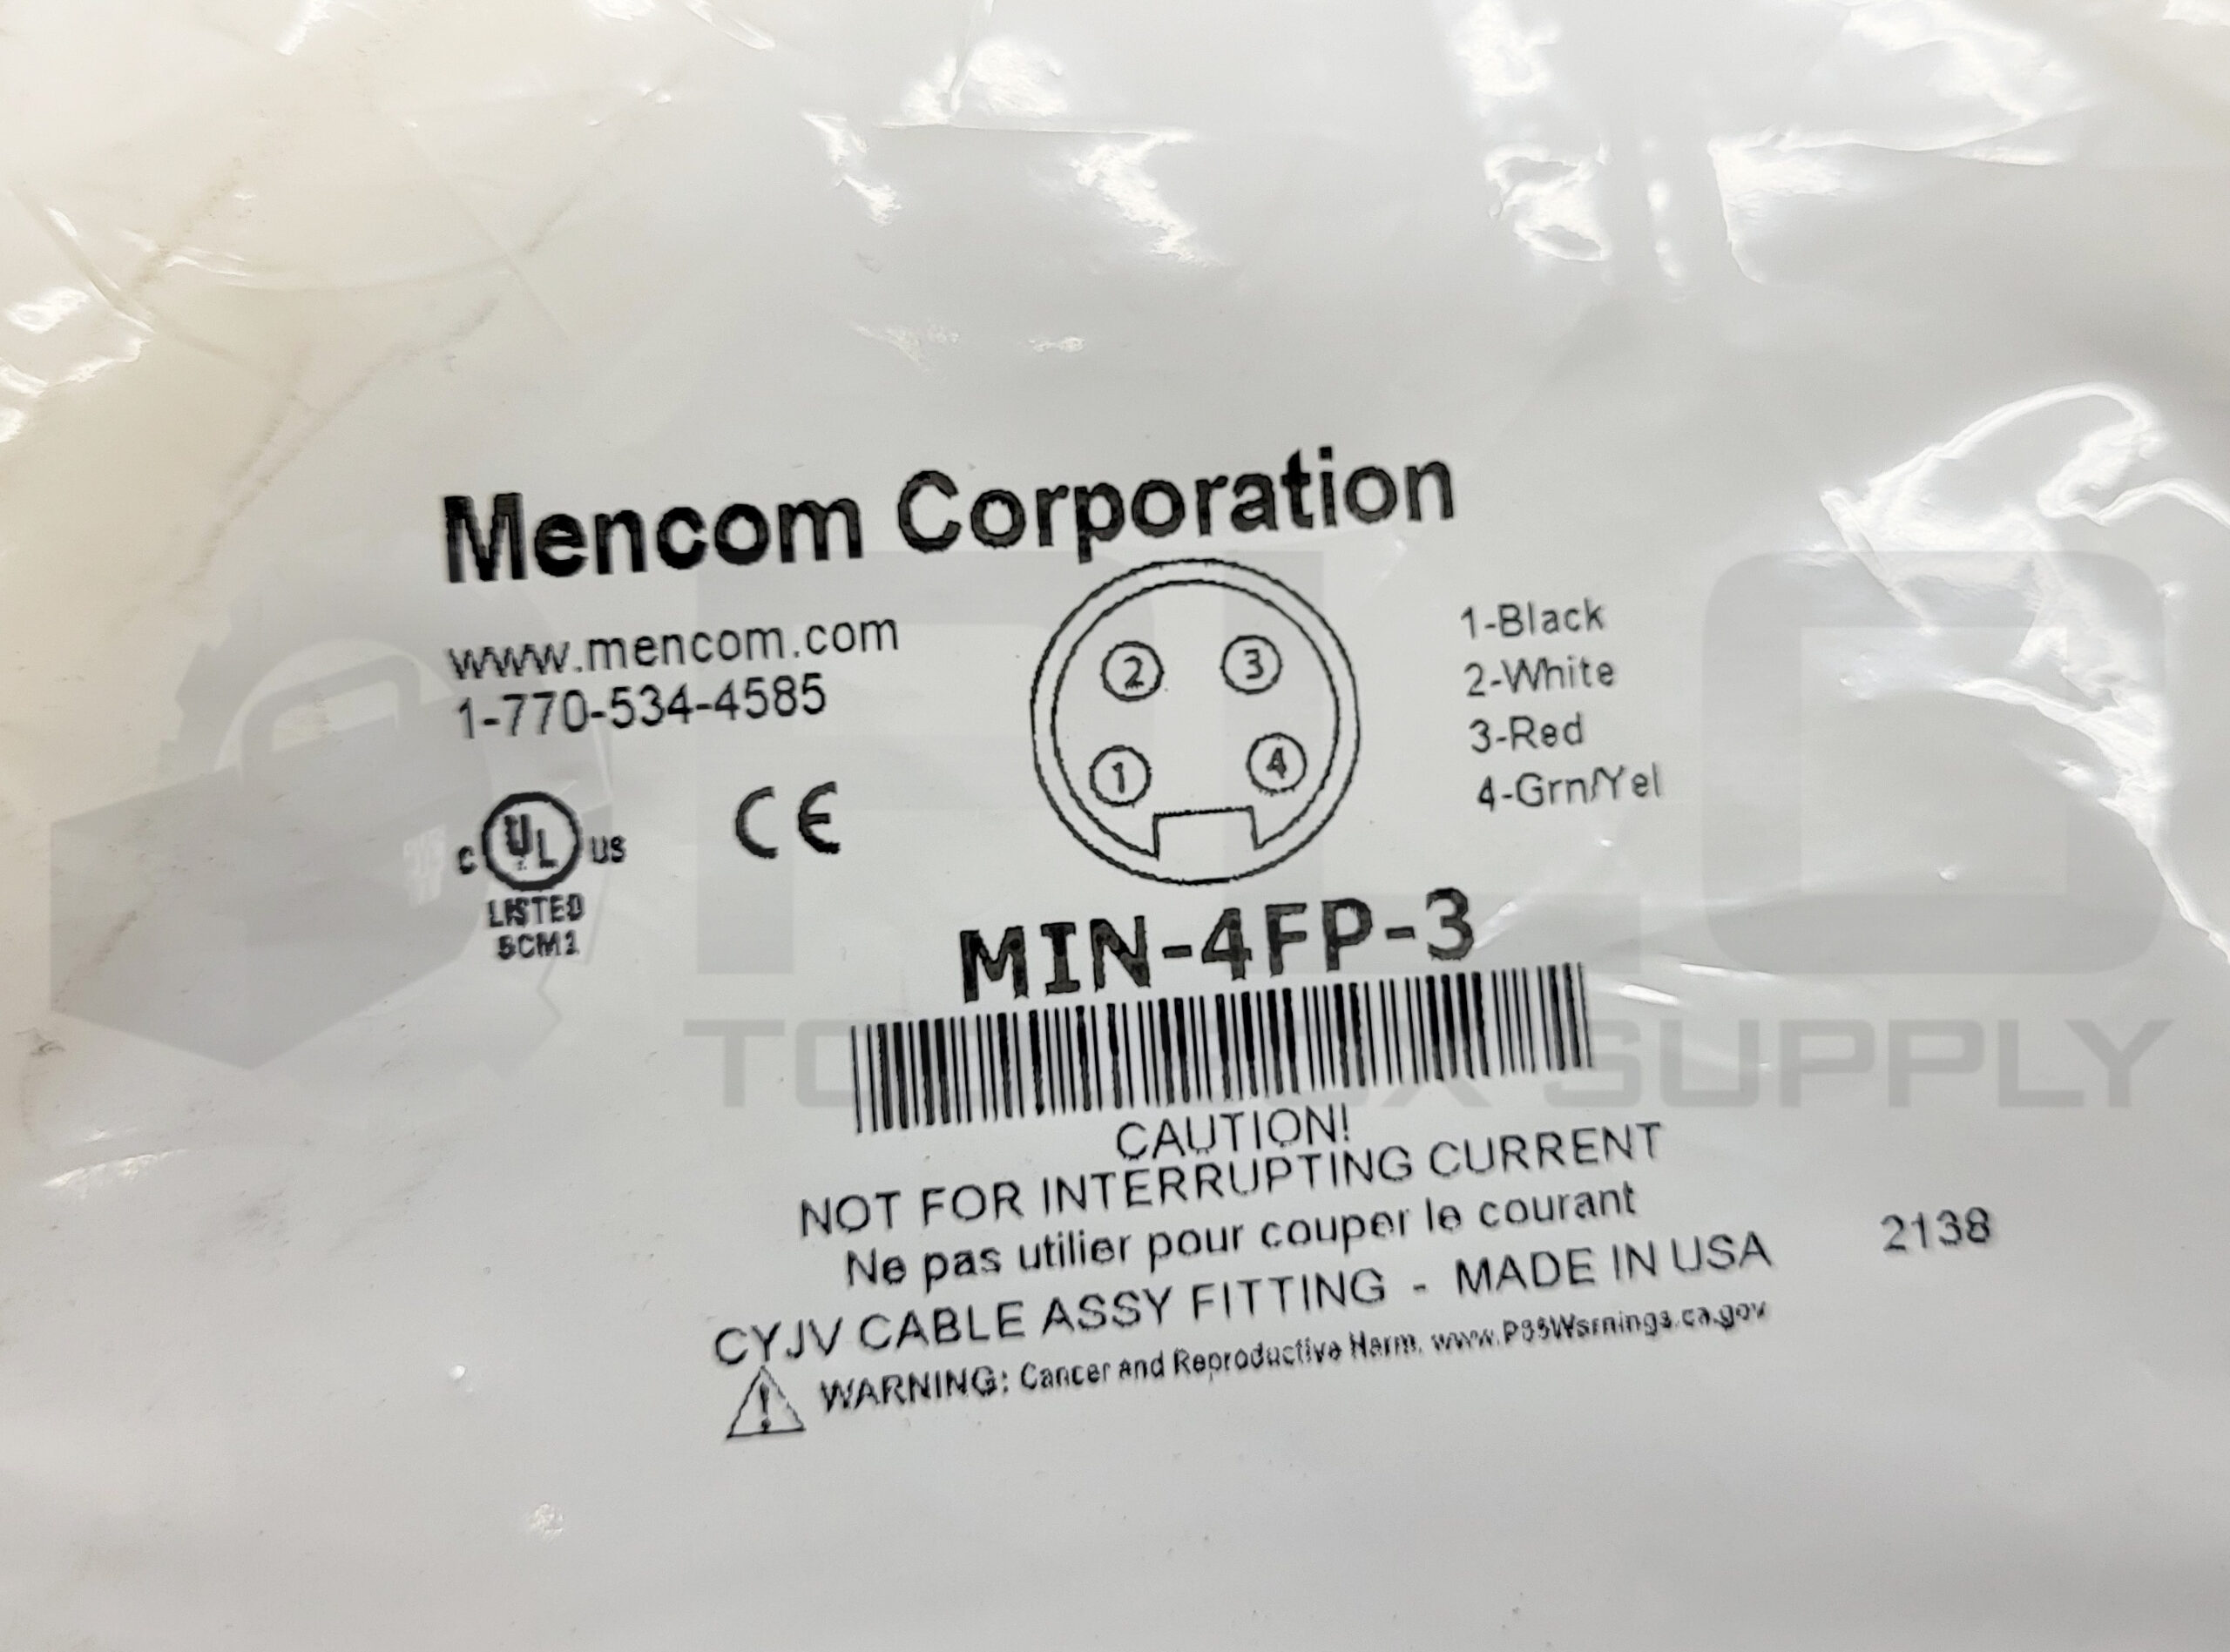 Mencom Corporation
www.mencom.com
1-770-534-4585
2 3
1 4
1-Black
2-White
3-Red
4-Grn/Yel
C UL US
LISTED
5CM1
CE
MIN-4FP-3
CAUTION!
NOT FOR INTERRUPTING CURRENT
Ne pas utilier pour couper le courant
CYJV CABLE ASSY FITTING - MADE IN USA
2138
WARNING: Cancer and Reproductive Harm. www.P65Warnings.ca.gov
PLC
TOOLBOX SUPPLY